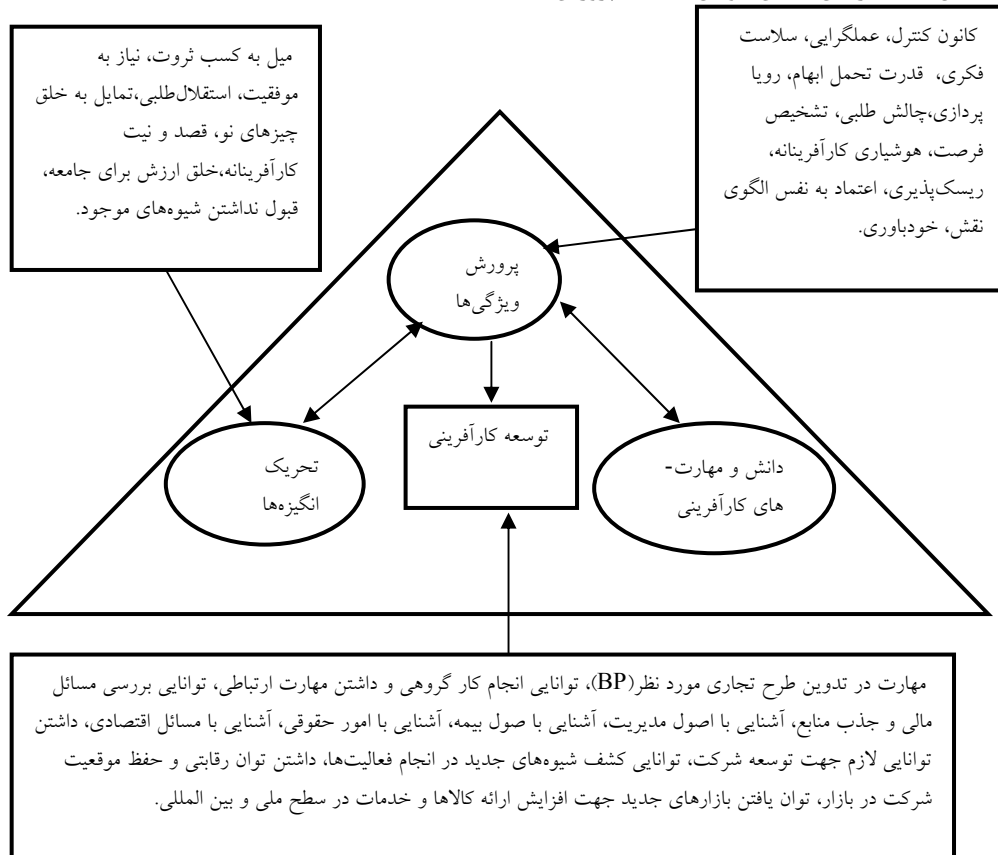 کانون کنترل، عملگرایی، سلاست
فکری، قدرت تحمل ابهام، رویا
پردازی،چالش طلبی، تشخیص
فرصت، هوشیاری کارآفرینانه،
ریسک‌پذیری، اعتماد به نفس الگوی
نقش، خودباوری.
میل به کسب ثروت، نیاز به
موفقیت، استقلال‌طلبی،تمایل به خلق
چیزهای نو، قصد و نیت
کارآفرینانه،خلق ارزش برای جامعه،
قبول نداشتن شیوه‌های موجود.
پرورش
ویژگی‌ها
توسعه کارآفرینی
دانش و مهارت-
های کارآفرینی
تحریک
انگیزه‌ها
مهارت در تدوین طرح تجاری مورد نظر(BP)، توانایی انجام کار گروهی و داشتن مهارت ارتباطی، توانایی بررسی مسائل
مالی و جذب منابع، آشنایی با اصول مدیریت، آشنایی با صول بیمه، آشنایی با امور حقوقی، آشنایی با مسائل اقتصادی، داشتن
توانایی لازم جهت توسعه شرکت، توانایی کشف شیوه‌های جدید در انجام فعالیت‌ها، داشتن توان رقابتی و حفظ موقعیت
شرکت در بازار، توان یافتن بازارهای جدید جهت افزایش ارائه کالاها و خدمات در سطح ملی و بین المللی.